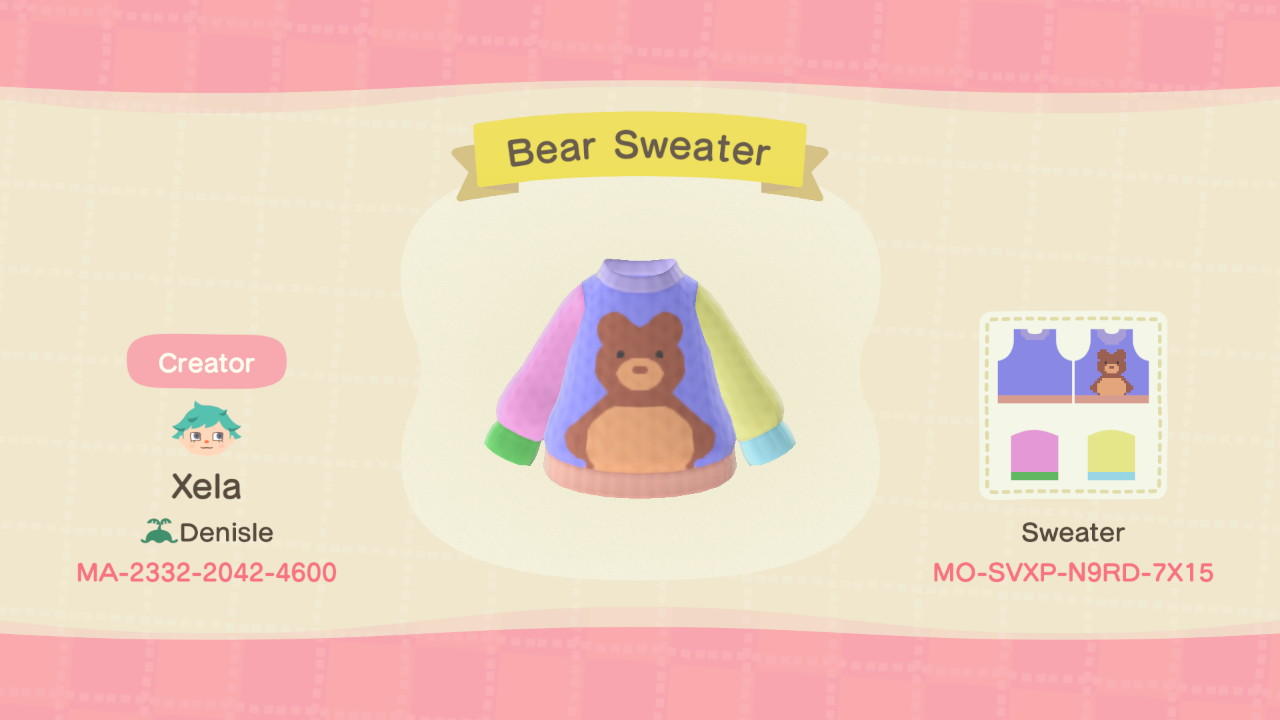 Bear Sweater
Creator
Xela
Denisle
MA-2332-2042-4600
Sweater
MO-SVXP-N9RD-7X15